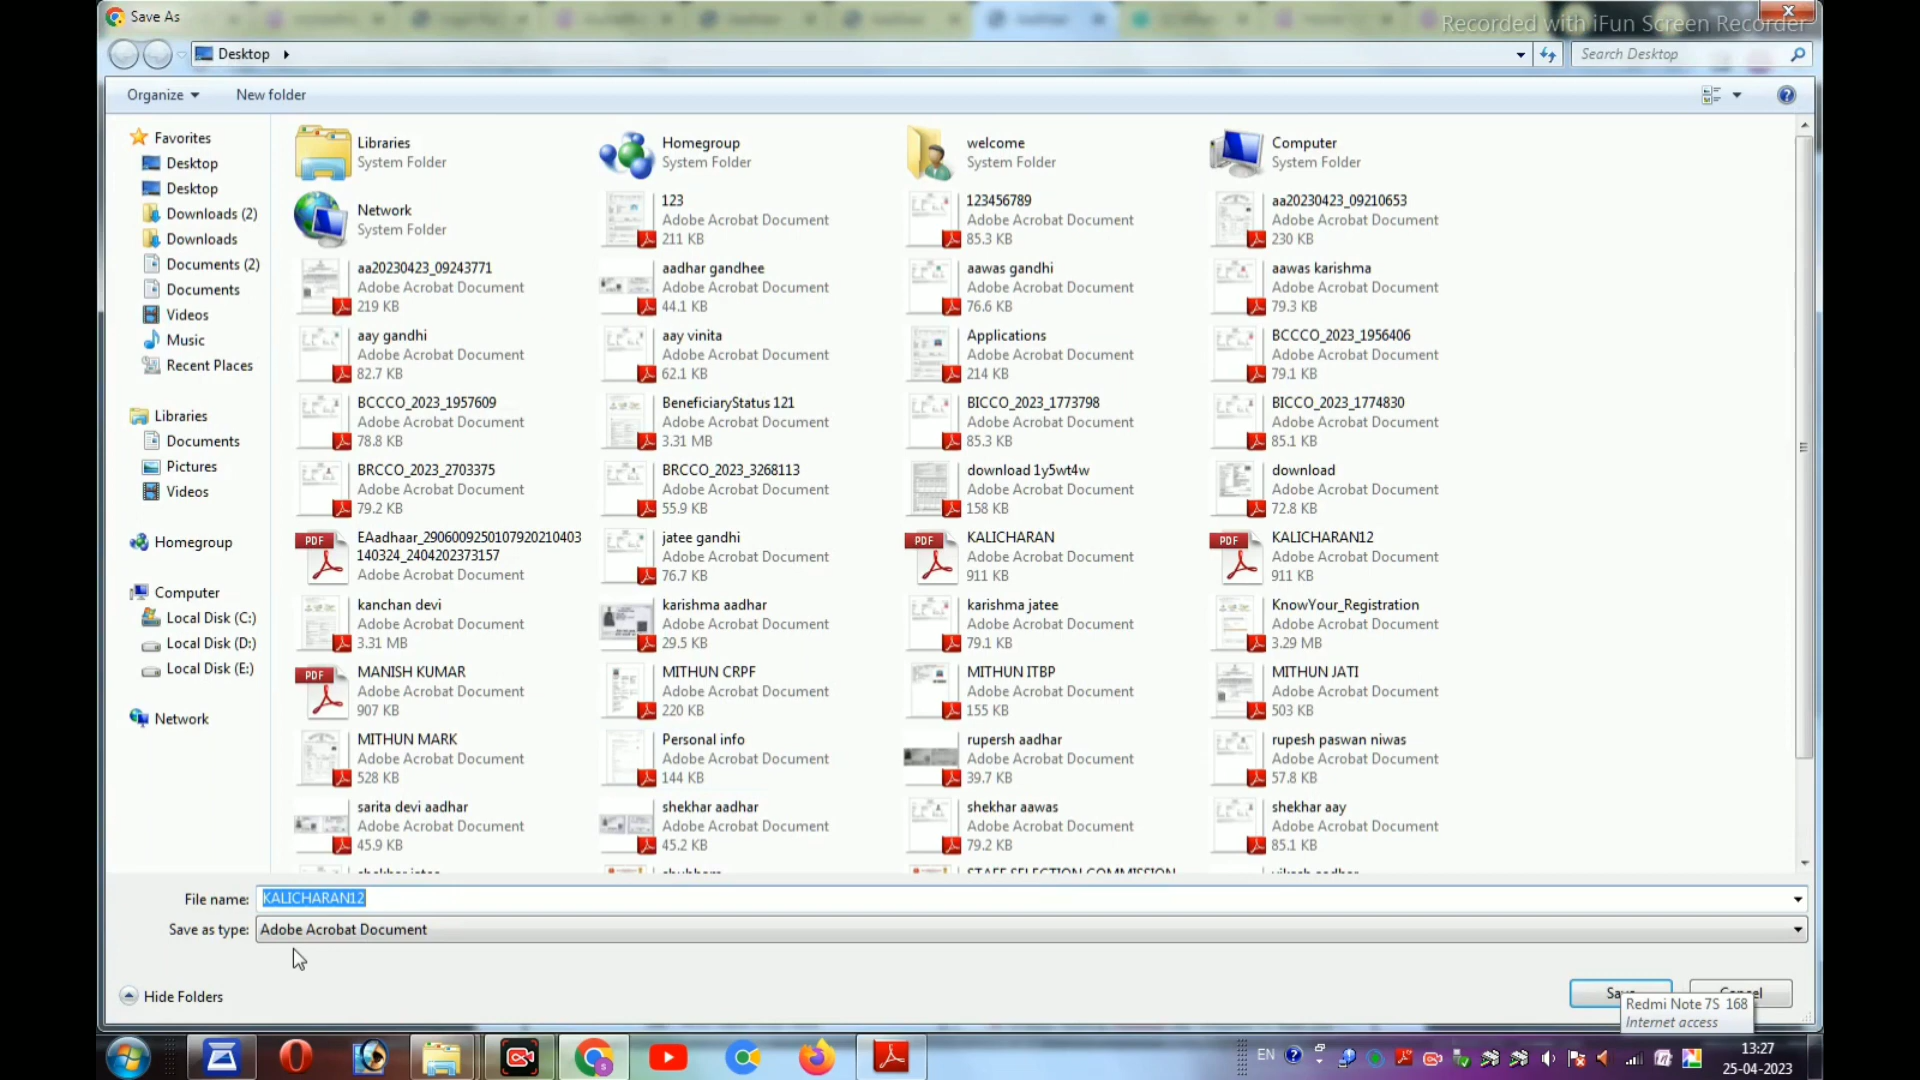 Save As
Recorded with iFun Screen Recorder
Desktop
Search Desktop
Organize
New folder
Favorites
Desktop
Desktop
Downloads (2)
Downloads
Documents (2)
Documents
Videos
Music
Recent Places
Libraries
Documents
Pictures
Videos
Homegroup
Computer
Local Disk (C:)
Local Disk (D:)
Local Disk (E:)
Network
Libraries
System Folder
Homegroup
System Folder
welcome
System Folder
Computer
System Folder
Network
System Folder
123
Adobe Acrobat Document
211 KB
123456789
Adobe Acrobat Document
85.3 KB
aa20230423_09210653
Adobe Acrobat Document
230 KB
aa20230423_09243771
Adobe Acrobat Document
219 KB
aadhar gandhee
Adobe Acrobat Document
44.1 KB
aawas gandhi
Adobe Acrobat Document
76.6 KB
aawas karishma
Adobe Acrobat Document
79.3 KB
aay gandhi
Adobe Acrobat Document
82.7 KB
aay vinita
Adobe Acrobat Document
62.1 KB
Applications
Adobe Acrobat Document
214 KB
BCCCO_2023_1956406
Adobe Acrobat Document
79.1 KB
BCCCO_2023_1957609
Adobe Acrobat Document
78.8 KB
BeneficiaryStatus 121
Adobe Acrobat Document
3.31 MB
BICCO_2023_1773798
Adobe Acrobat Document
85.3 KB
BICCO_2023_1774830
Adobe Acrobat Document
85.1 KB
BRCCO_2023_2703375
Adobe Acrobat Document
79.2 KB
BRCCO_2023_3268113
Adobe Acrobat Document
55.9 KB
download 1y5wt4w
Adobe Acrobat Document
158 KB
download
Adobe Acrobat Document
72.8 KB
PDF
EAadhaar_2906009250107920210403
140324_2404202373157
Adobe Acrobat Document
jatee gandhi
Adobe Acrobat Document
76.7 KB
PDF
KALICHARAN
Adobe Acrobat Document
911 KB
PDF
KALICHARAN12
Adobe Acrobat Document
911 KB
kanchan devi
Adobe Acrobat Document
3.31 MB
karishma aadhar
Adobe Acrobat Document
29.5 KB
karishma jatee
Adobe Acrobat Document
79.1 KB
KnowYour_Registration
Adobe Acrobat Document
3.29 MB
PDF
MANISH KUMAR
Adobe Acrobat Document
907 KB
MITHUN CRPF
Adobe Acrobat Document
220 KB
MITHUN ITBP
Adobe Acrobat Document
155 KB
MITHUN JATI
Adobe Acrobat Document
503 KB
MITHUN MARK
Adobe Acrobat Document
528 KB
Personal info
Adobe Acrobat Document
144 KB
rupersh aadhar
Adobe Acrobat Document
39.7 KB
rupesh paswan niwas
Adobe Acrobat Document
57.8 KB
sarita devi aadhar
Adobe Acrobat Document
45.9 KB
shekhar aadhar
Adobe Acrobat Document
45.2 KB
shekhar aawas
Adobe Acrobat Document
79.2 KB
shekhar aay
Adobe Acrobat Document
85.1 KB
STAFF SELECTION COMMISSION
File name: KALICHARAN12
Save as type: Adobe Acrobat Document
Hide Folders
Save
Cancel
Redmi Note 7S 168
Internet access
EN
13:27
25-04-2023